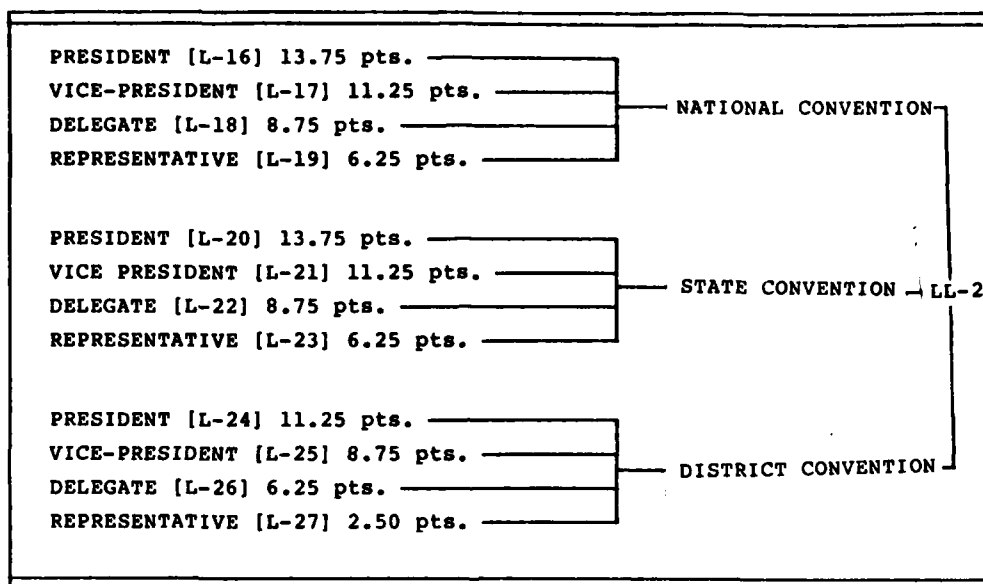 PRESIDENT [L-16] 13.75 pts.
VICE-PRESIDENT [L-17] 11.25 pts.
NATIONAL CONVENTION
DELEGATE [L-18] 8.75 pts.
REPRESENTATIVE [L-19] 6.25 pts.
PRESIDENT [L-20] 13.75 pts.
VICE PRESIDENT [L-21] 11.25 pts.
STATE CONVENTION
LL-2
DELEGATE [L-22] 8.75 pts.
REPRESENTATIVE [L-23] 6.25 pts.
PRESIDENT [L-24] 11.25 pts.
VICE-PRESIDENT [L-25] 8.75 pts.
DISTRICT CONVENTION
DELEGATE [L-26] 6.25 pts.
REPRESENTATIVE [L-27] 2.50 pts.